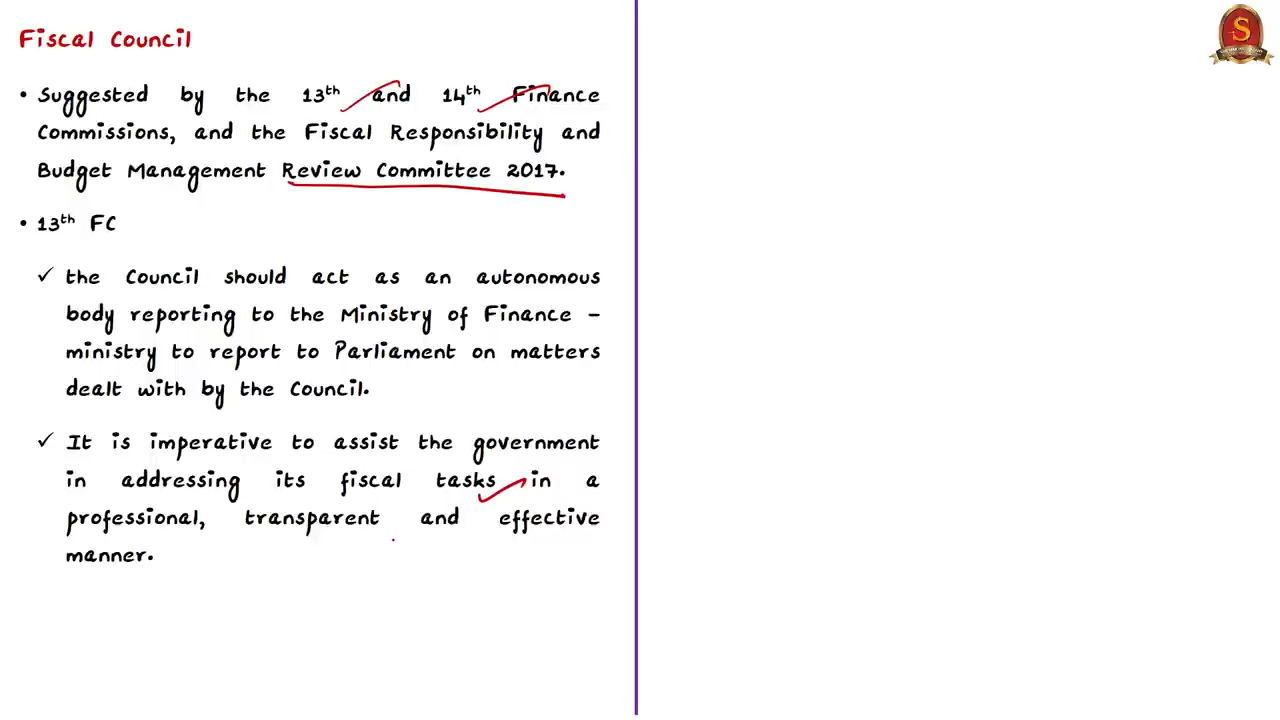 Fiscal Council
• Suggested by the 13th and 14th Finance
Commissions, and the Fiscal Responsibility and
Budget Management Review Committee 2017.
• 13th FC
✓ the Council should act as an autonomous
body reporting to the Ministry of Finance –
ministry to report to Parliament on matters
dealt with by the Council.
✓ It is imperative to assist the government
in addressing its fiscal tasks in a
professional, transparent and effective
manner.
S